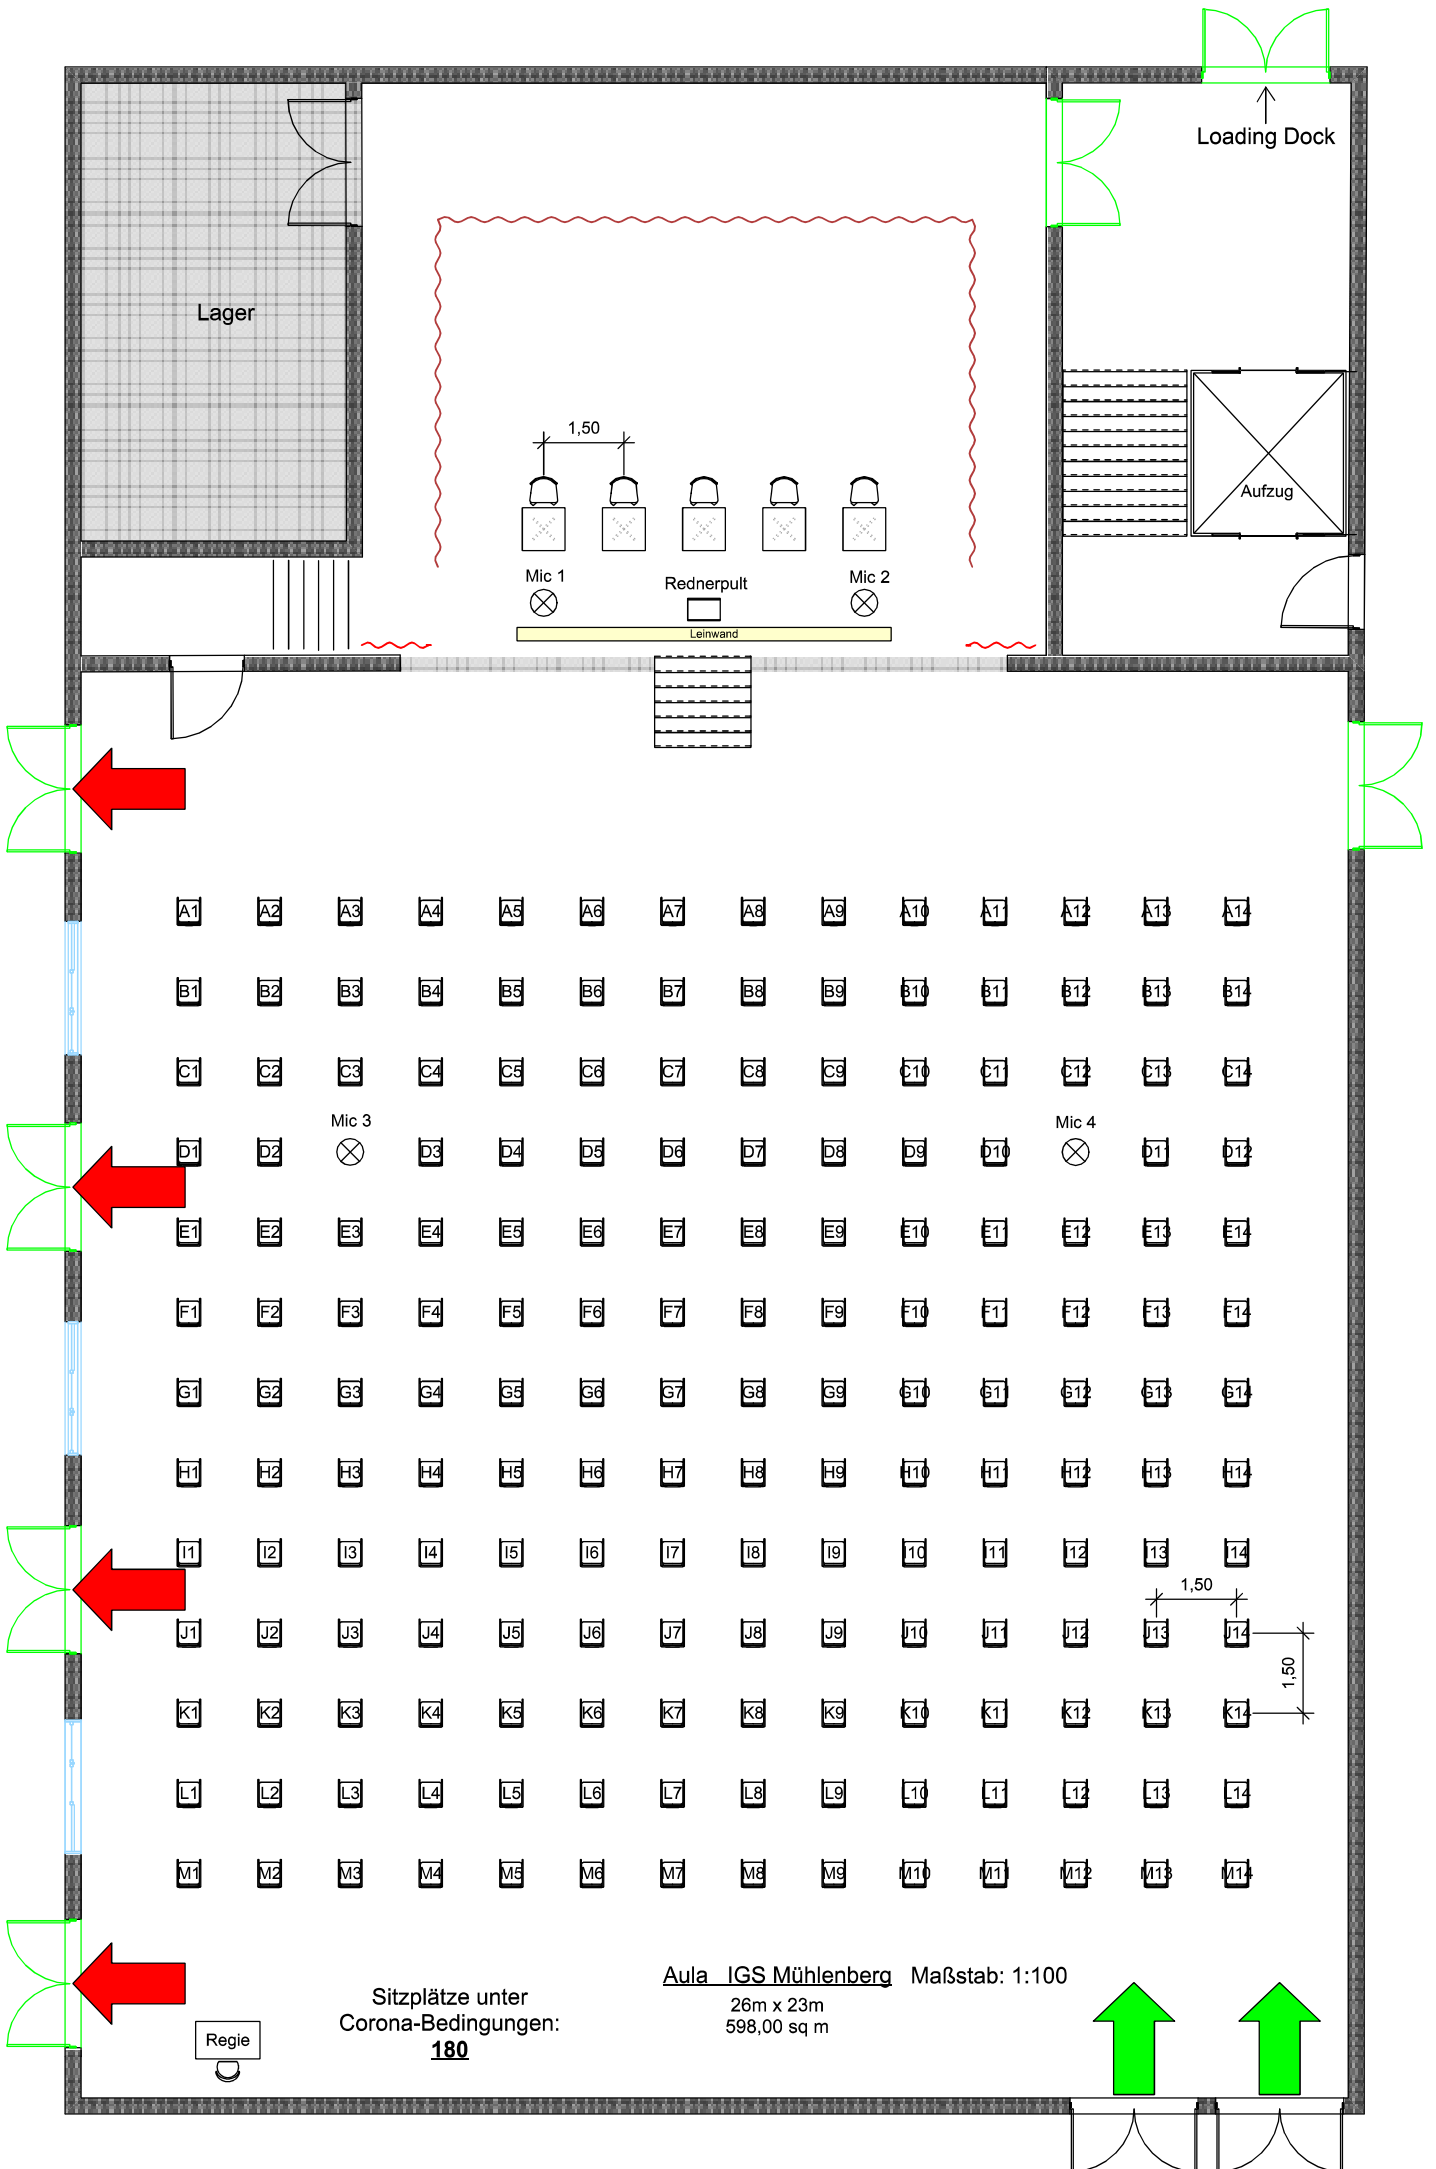 Loading Dock
Lager
1,50
Aufzug
Mic 1
Rednerpult
Mic 2
Leinwand
A1 A2 A3 A4 A5 A6 A7 A8 A9 A10 A11 A12 A13 A14
B1 B2 B3 B4 B5 B6 B7 B8 B9 B10 B11 B12 B13 B14
C1 C2 C3 C4 C5 C6 C7 C8 C9 C10 C11 C12 C13 C14
Mic 3 Mic 4
D1 D2 D3 D4 D5 D6 D7 D8 D9 D10 D11 D12
E1 E2 E3 E4 E5 E6 E7 E8 E9 E10 E11 E12 E13 E14
F1 F2 F3 F4 F5 F6 F7 F8 F9 F10 F11 F12 F13 F14
G1 G2 G3 G4 G5 G6 G7 G8 G9 G10 G11 G12 G13 G14
H1 H2 H3 H4 H5 H6 H7 H8 H9 H10 H11 H12 H13 H14
I1 I2 I3 I4 I5 I6 I7 I8 I9 I10 I11 I12 I13 I14
1,50
J1 J2 J3 J4 J5 J6 J7 J8 J9 J10 J11 J12 J13 J14
1,50
K1 K2 K3 K4 K5 K6 K7 K8 K9 K10 K11 K12 K13 K14
L1 L2 L3 L4 L5 L6 L7 L8 L9 L10 L11 L12 L13 L14
M1 M2 M3 M4 M5 M6 M7 M8 M9 M10 M11 M12 M13 M14
Aula IGS Mühlenberg Maßstab: 1:100
26m x 23m
598,00 sq m
Sitzplätze unter
Corona-Bedingungen:
180
Regie